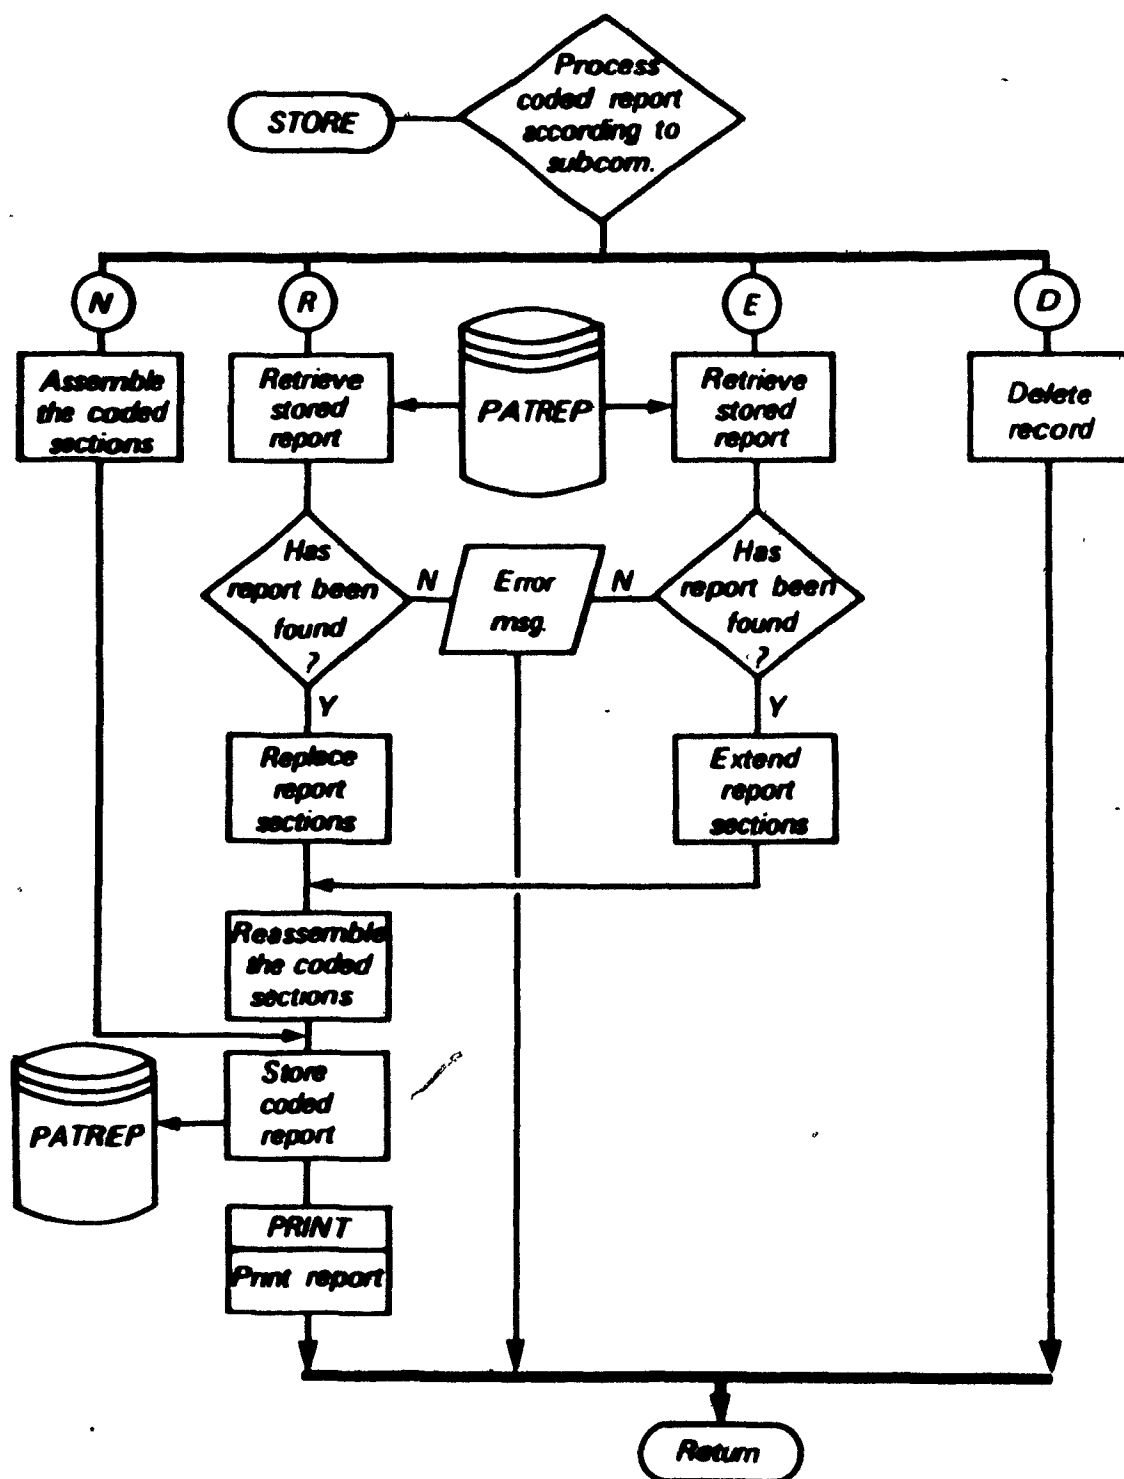 STORE
Process
coded report
according to
subcom.
N
R
E
D
Assemble
the coded
sections
Retrieve
stored
report
PATREP
Retrieve
stored
report
Delete
record
Has
report been
found
?
N
Error
msg.
N
Has
report been
found
?
Y
Y
Replace
report
sections
Extend
report
sections
Reassemble
the coded
sections
Store
coded
report
PATREP
PRINT
Print report
Return